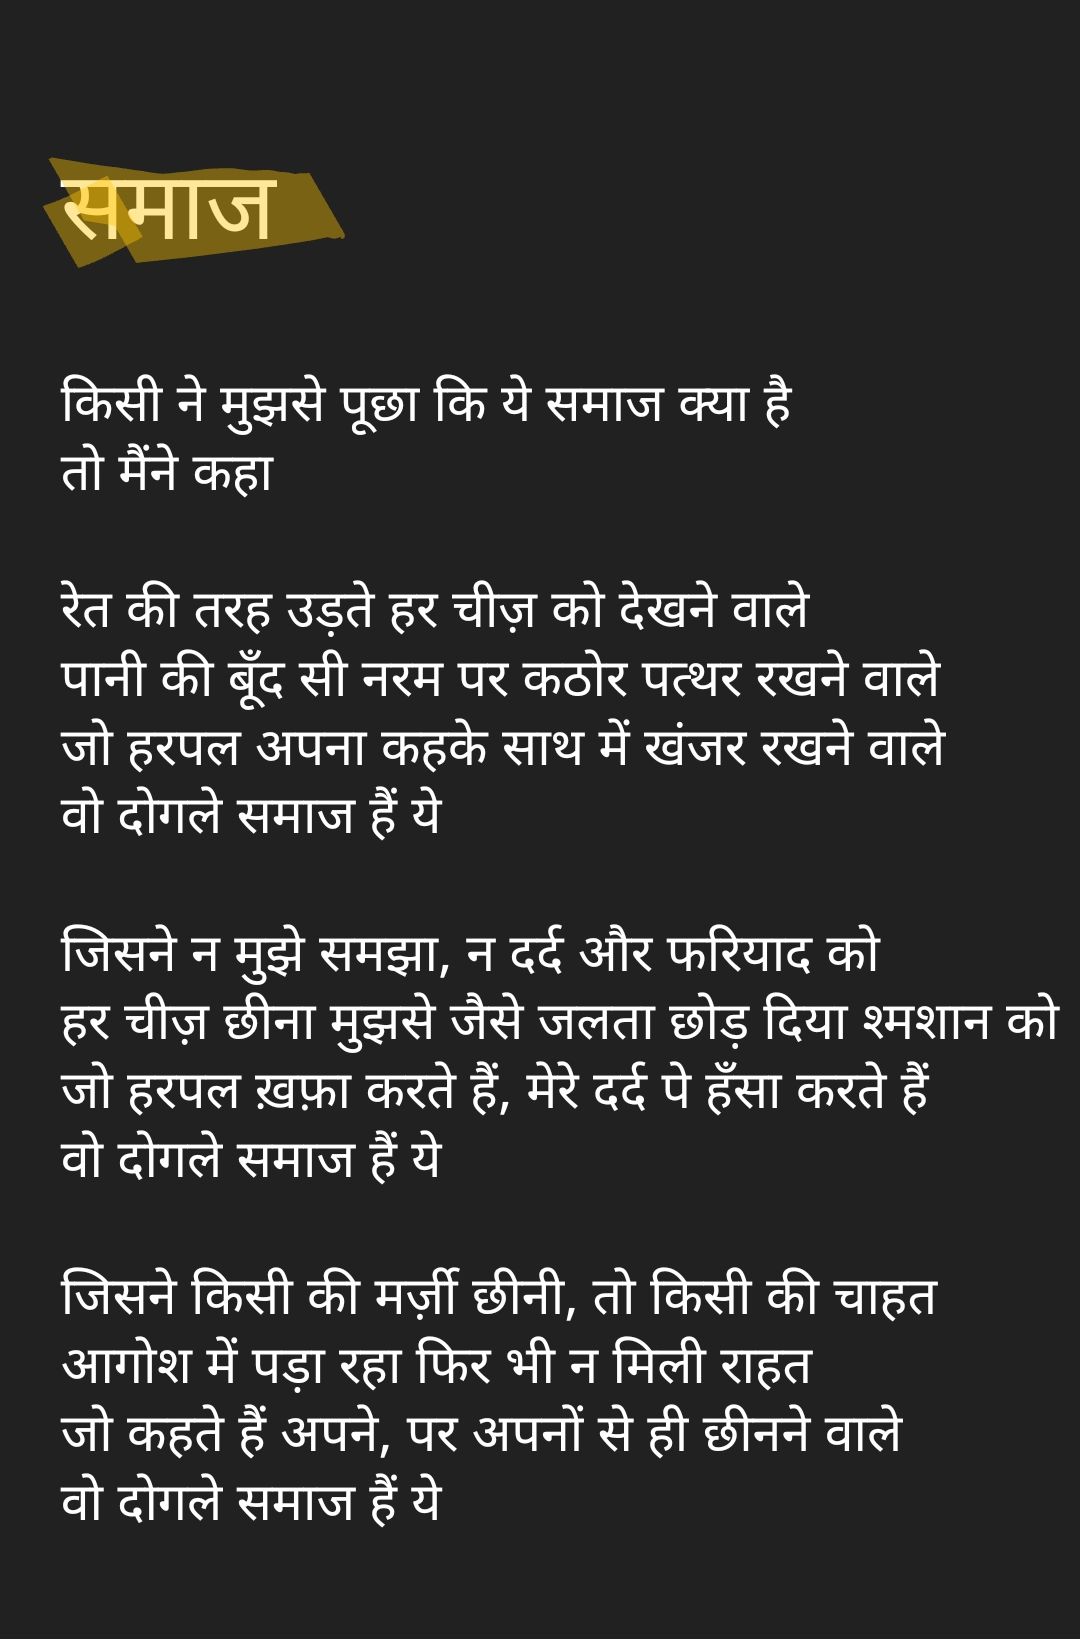 समाज
किसी ने मुझसे पूछा कि ये समाज क्या है
तो मैंने कहा
रेत की तरह उड़ते हर चीज़ को देखने वाले
पानी की बूँद सी नरम पर कठोर पत्थर रखने वाले
जो हरपल अपना कहके साथ में खंजर रखने वाले
वो दोगले समाज हैं ये
जिसने न मुझे समझा, न दर्द और फरियाद को
हर चीज़ छीना मुझसे जैसे जलता छोड़ दिया श्मशान को
जो हरपल ख़फ़ा करते हैं, मेरे दर्द पे हँसा करते हैं
वो दोगले समाज हैं ये
जिसने किसी की मर्ज़ी छीनी, तो किसी की चाहत
आगोश में पड़ा रहा फिर भी न मिली राहत
जो कहते हैं अपने, पर अपनों से ही छीनने वाले
वो दोगले समाज हैं ये